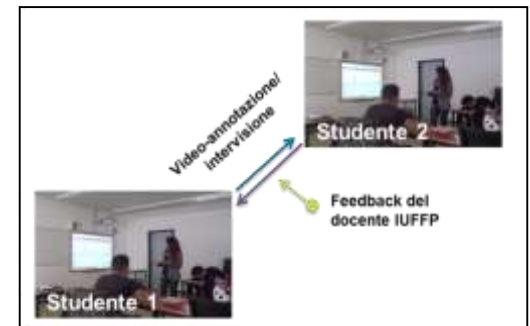 Video-annotazione/
intervisione
Studente 2
Feedback del
docente IUFFP
Studente 1